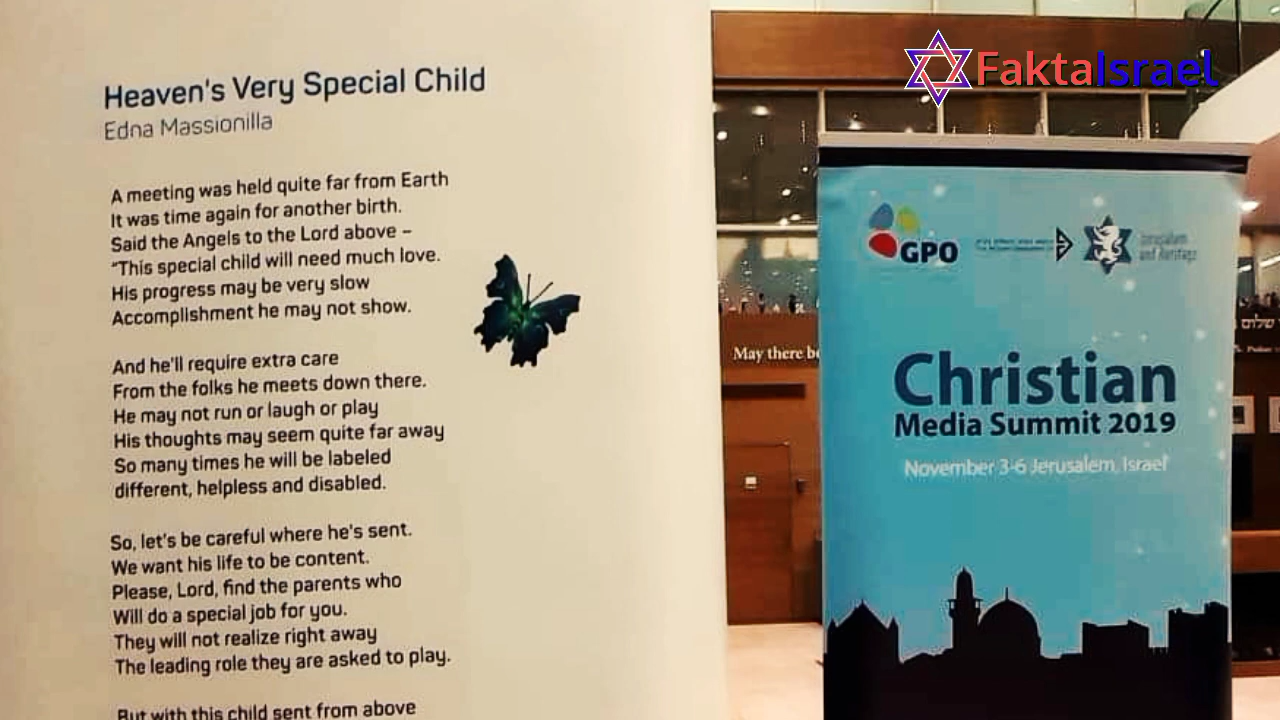 Heaven's Very Special Child
Edna Massionilla
A meeting was held quite far from Earth
It was time again for another birth.
Said the Angels to the Lord above –
"This special child will need much love.
His progress may be very slow
Accomplishment he may not show.
And he'll require extra care
From the folks he meets down there.
He may not run or laugh or play
His thoughts may seem quite far away
So many times he will be labeled
different, helpless and disabled.
So, let's be careful where he's sent.
We want his life to be content.
Please, Lord, find the parents who
Will do a special job for you.
They will not realize right away
The leading role they are asked to play.
But with this child sent from above
FaktaIsrael
GPO
Jerusalem
and Heritage
Christian
Media Summit 2019
November 3-6 Jerusalem, Israel
May there be
שלום